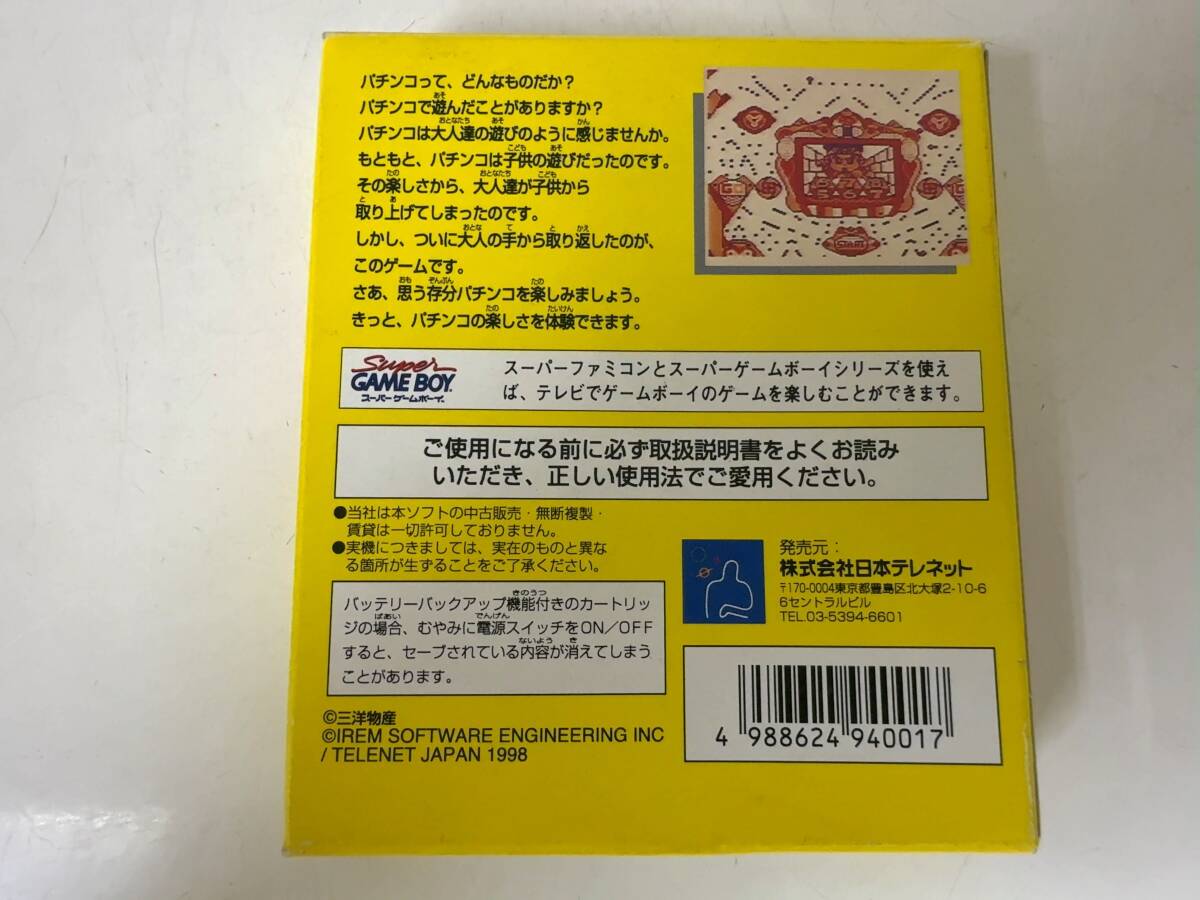 パチンコって、どんなものだか？
パチンコで遊んだことがありますか？
パチンコは大人達の遊びのように感じませんか。
もともと、パチンコは子供の遊びだったのです。
その楽しさから、大人達が子供から
取り上げてしまったのです。
しかし、ついに大人の手から取り返したのが、
このゲームです。
さあ、思う存分パチンコを楽しみましょう。
きっと、パチンコの楽しさを体験できます。
START
Super
GAME BOY
スーパーゲームボーイ
スーパーファミコンとスーパーゲームボーイシリーズを使え
ば、テレビでゲームボーイのゲームを楽しむことができます。
ご使用になる前に必ず取扱説明書をよくお読み
いただき、正しい使用法でご愛用ください。
●当社は本ソフトの中古販売・無断複製・
賃貸は一切許可しておりません。
●実機につきましては、実在のものと異な
る箇所が生ずることをご了承ください。
バッテリーバックアップ機能付きのカートリッ
ジの場合、むやみに電源スイッチをON/OFF
すると、セーブされている内容が消えてしまう
ことがあります。
発売元：
株式会社日本テレネット
〒170-0004東京都豊島区北大塚2-10-6
6セントラルビル
TEL.03-5394-6601
©三洋物産
©IREM SOFTWARE ENGINEERING INC
/ TELENET JAPAN 1998
4 988624 940017